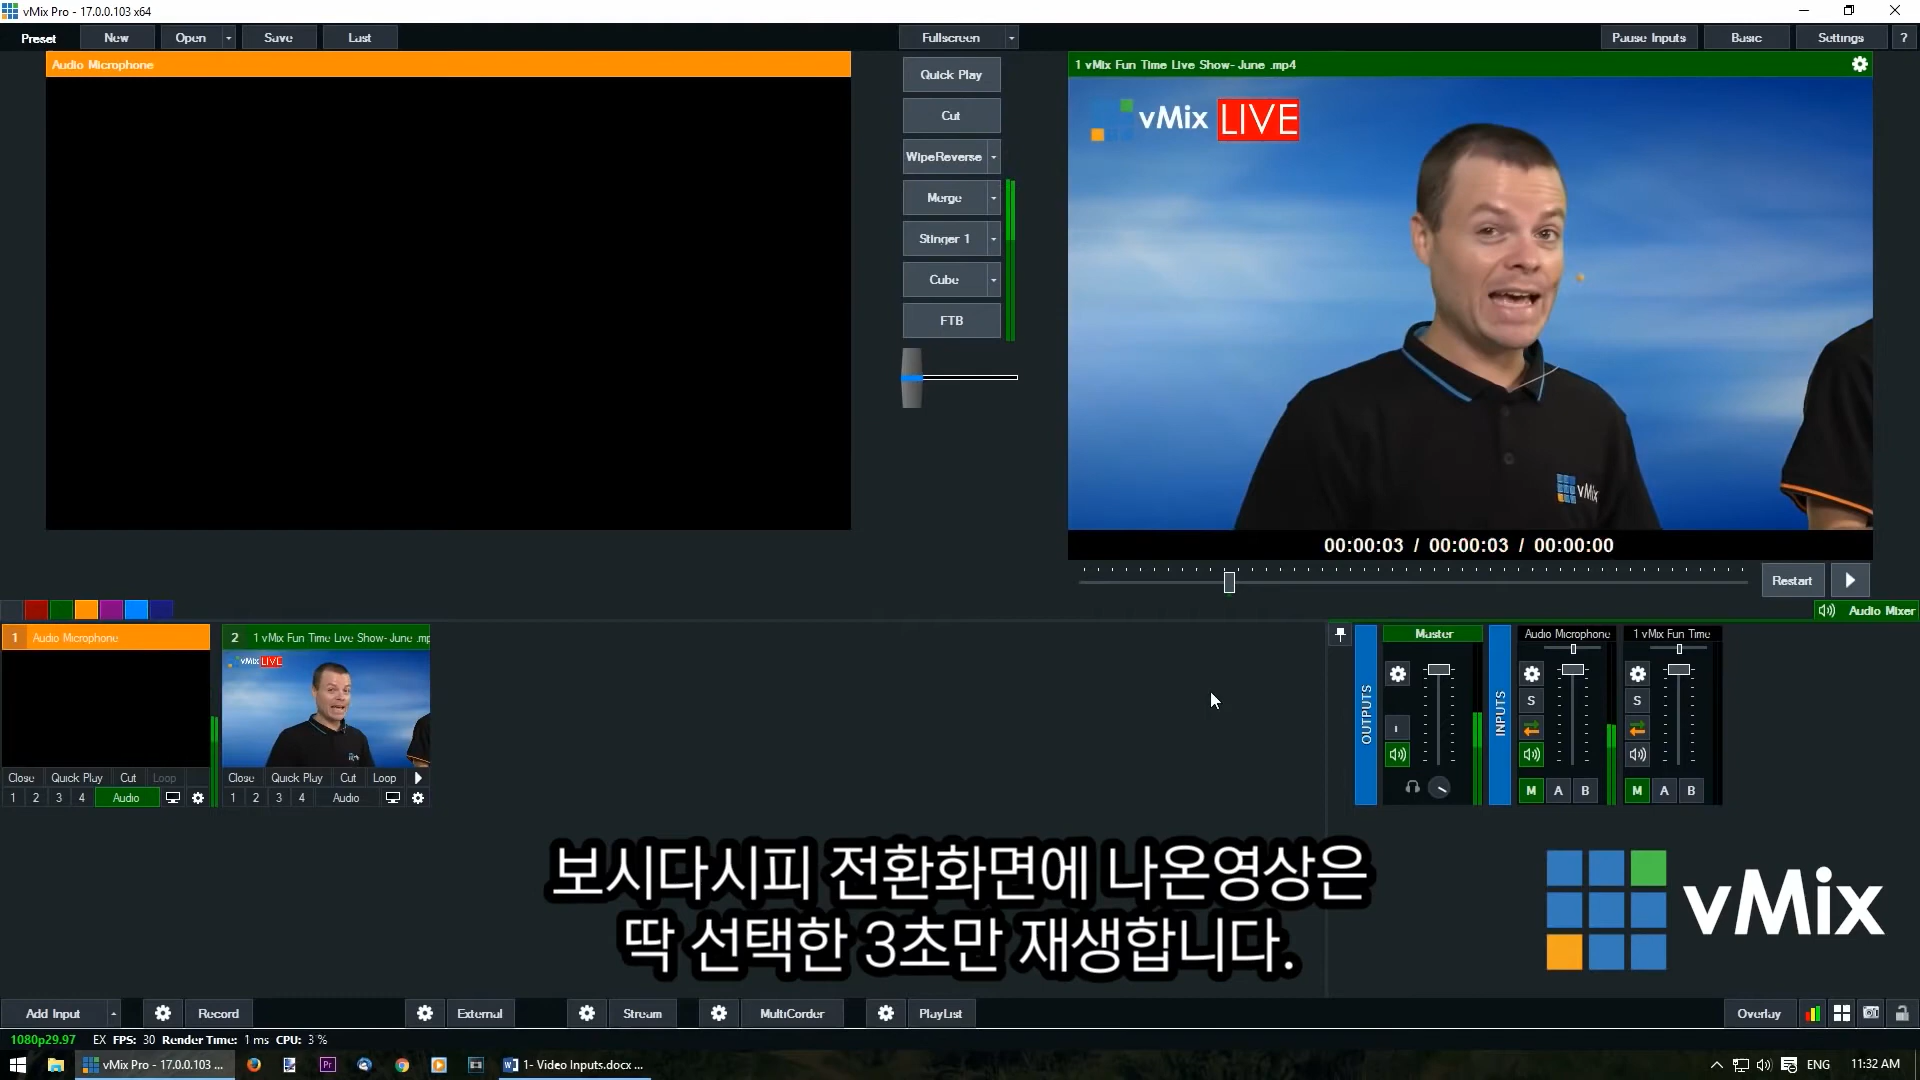 vMix Pro - 17.0.0.103 x64
Preset New Open Save Last Fullscreen Pause Inputs Basic Settings ?
Audio Microphone
1 vMix Fun Time Live Show- June .mp4
Quick Play
Cut
WipeReverse
Merge
Stinger 1
Cube
FTB
vMix LIVE
vMix
00:00:03 / 00:00:03 / 00:00:00
Restart
Audio Mixer
1 Audio Microphone
2 1 vMix Fun Time Live Show- June .mp
vMix LIVE
Close Quick Play Cut Loop
1 2 3 4 Audio
Close Quick Play Cut Loop
1 2 3 4 Audio
OUTPUTS
Master
INPUTS
Audio Microphone
S
M A B
1 vMix Fun Time
S
M A B
보시다시피 전환화면에 나온영상은
딱 선택한 3초만 재생합니다.
vMix
Add Input Record External Stream MultiCorder PlayList Overlay
1080p29.97 EX FPS: 30 Render Time: 1 ms CPU: 3 %
vMix Pro - 17.0.0.103 ... Pr 1- Video Inputs.docx ... ENG 11:32 AM